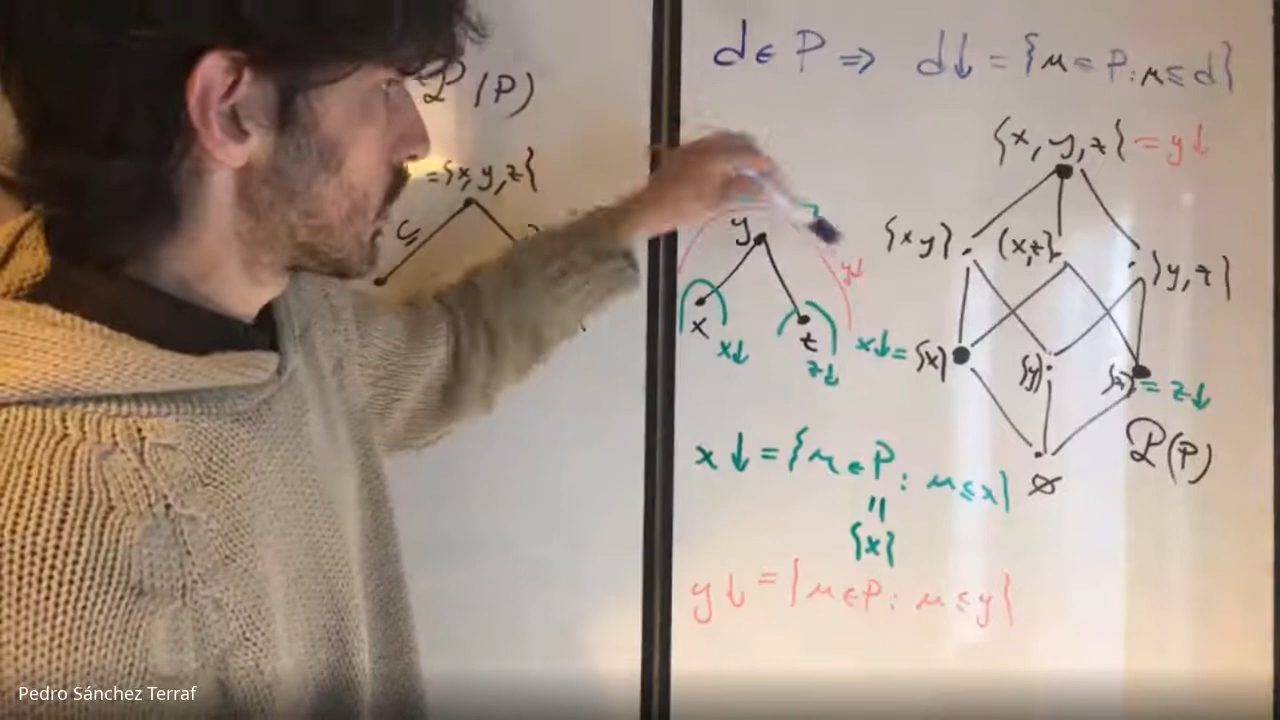 𝒫(P)
={x,y,z}
⊆
d ∈ P ⇒ d↓ = {μ ∈ P : μ ≤ d}
{x,y,z} = y↓
y
{x y}
{x,z}
{y,z}
y↓
x
x↓
z
z↓
x↓ = {x}
{y}
{z} = z↓
∅
𝒫(P)
x↓ = {μ ∈ P : μ ≤ x}
=
{x}
y↓ = {μ ∈ P : μ ≤ y}
Pedro Sánchez Terraf